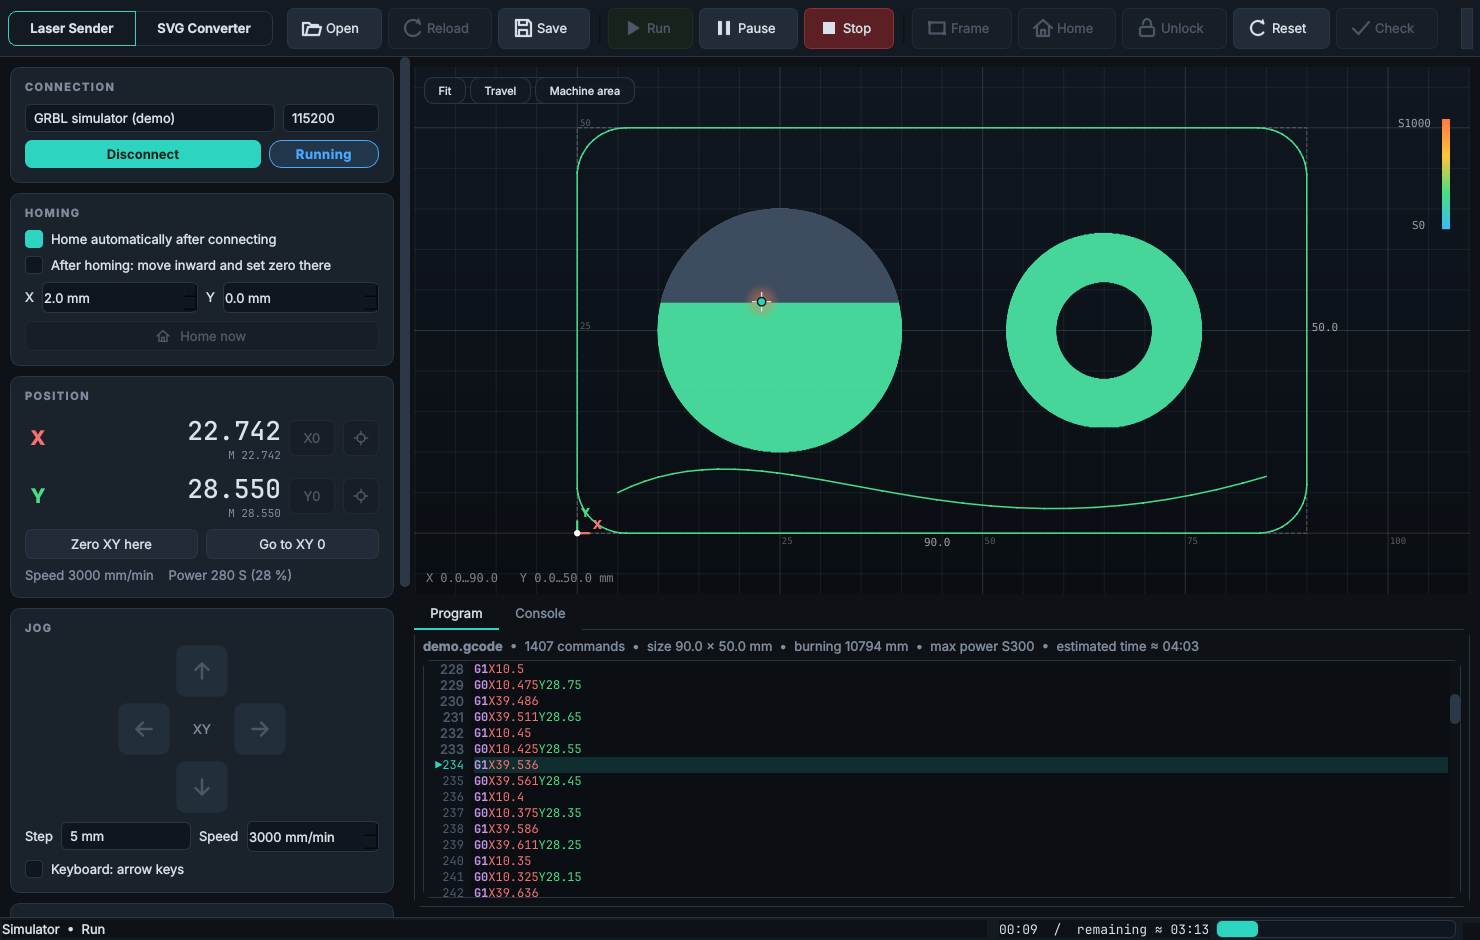 Laser Sender
SVG Converter
Open
Reload
Save
Run
Pause
Stop
Frame
Home
Unlock
Reset
Check
CONNECTION
GRBL simulator (demo)
115200
Disconnect
Running
HOMING
Home automatically after connecting
After homing: move inward and set zero there
X 2.0 mm Y 0.0 mm
Home now
POSITION
X 22.742 X0
M 22.742
Y 28.550 Y0
M 28.550
Zero XY here
Go to XY 0
Speed 3000 mm/min Power 280 S (28 %)
JOG
XY
Step 5 mm Speed 3000 mm/min
Keyboard: arrow keys
Fit
Travel
Machine area
S1000
S0
50
25
50.0
Y
X
25
90.0
50
75
100
X 0.0…90.0 Y 0.0…50.0 mm
Program
Console
demo.gcode • 1407 commands • size 90.0 × 50.0 mm • burning 10794 mm • max power S300 • estimated time ≈ 04:03
228 G1X10.5
229 G0X10.475Y28.75
230 G1X39.486
231 G0X39.511Y28.65
232 G1X10.45
233 G0X10.425Y28.55
▶234 G1X39.536
235 G0X39.561Y28.45
236 G1X10.4
237 G0X10.375Y28.35
238 G1X39.586
239 G0X39.611Y28.25
240 G1X10.35
241 G0X10.325Y28.15
242 G1X39.636
Simulator • Run
00:09 / remaining ≈ 03:13